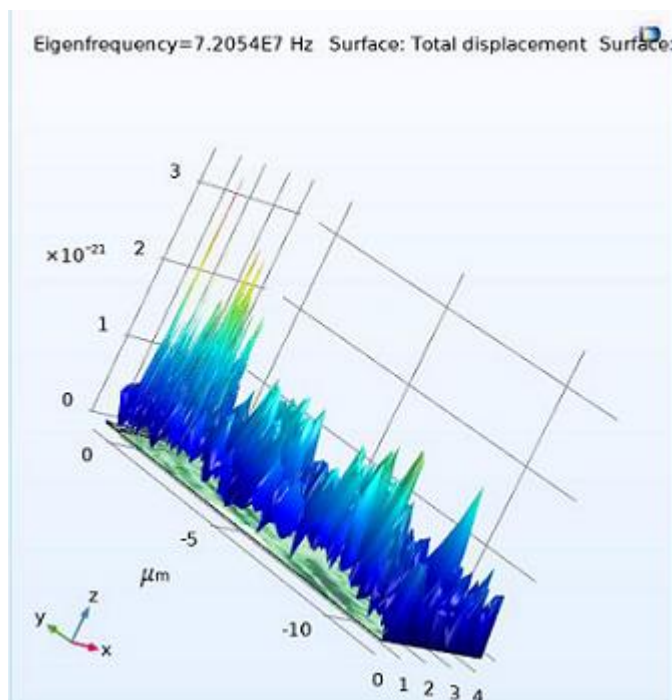 Eigenfrequency=7.2054E7 Hz Surface: Total displacement Surface:
3
×10⁻²¹ 2
1
0
0
-5
μm
-10
z
y
x
0 1 2 3 4